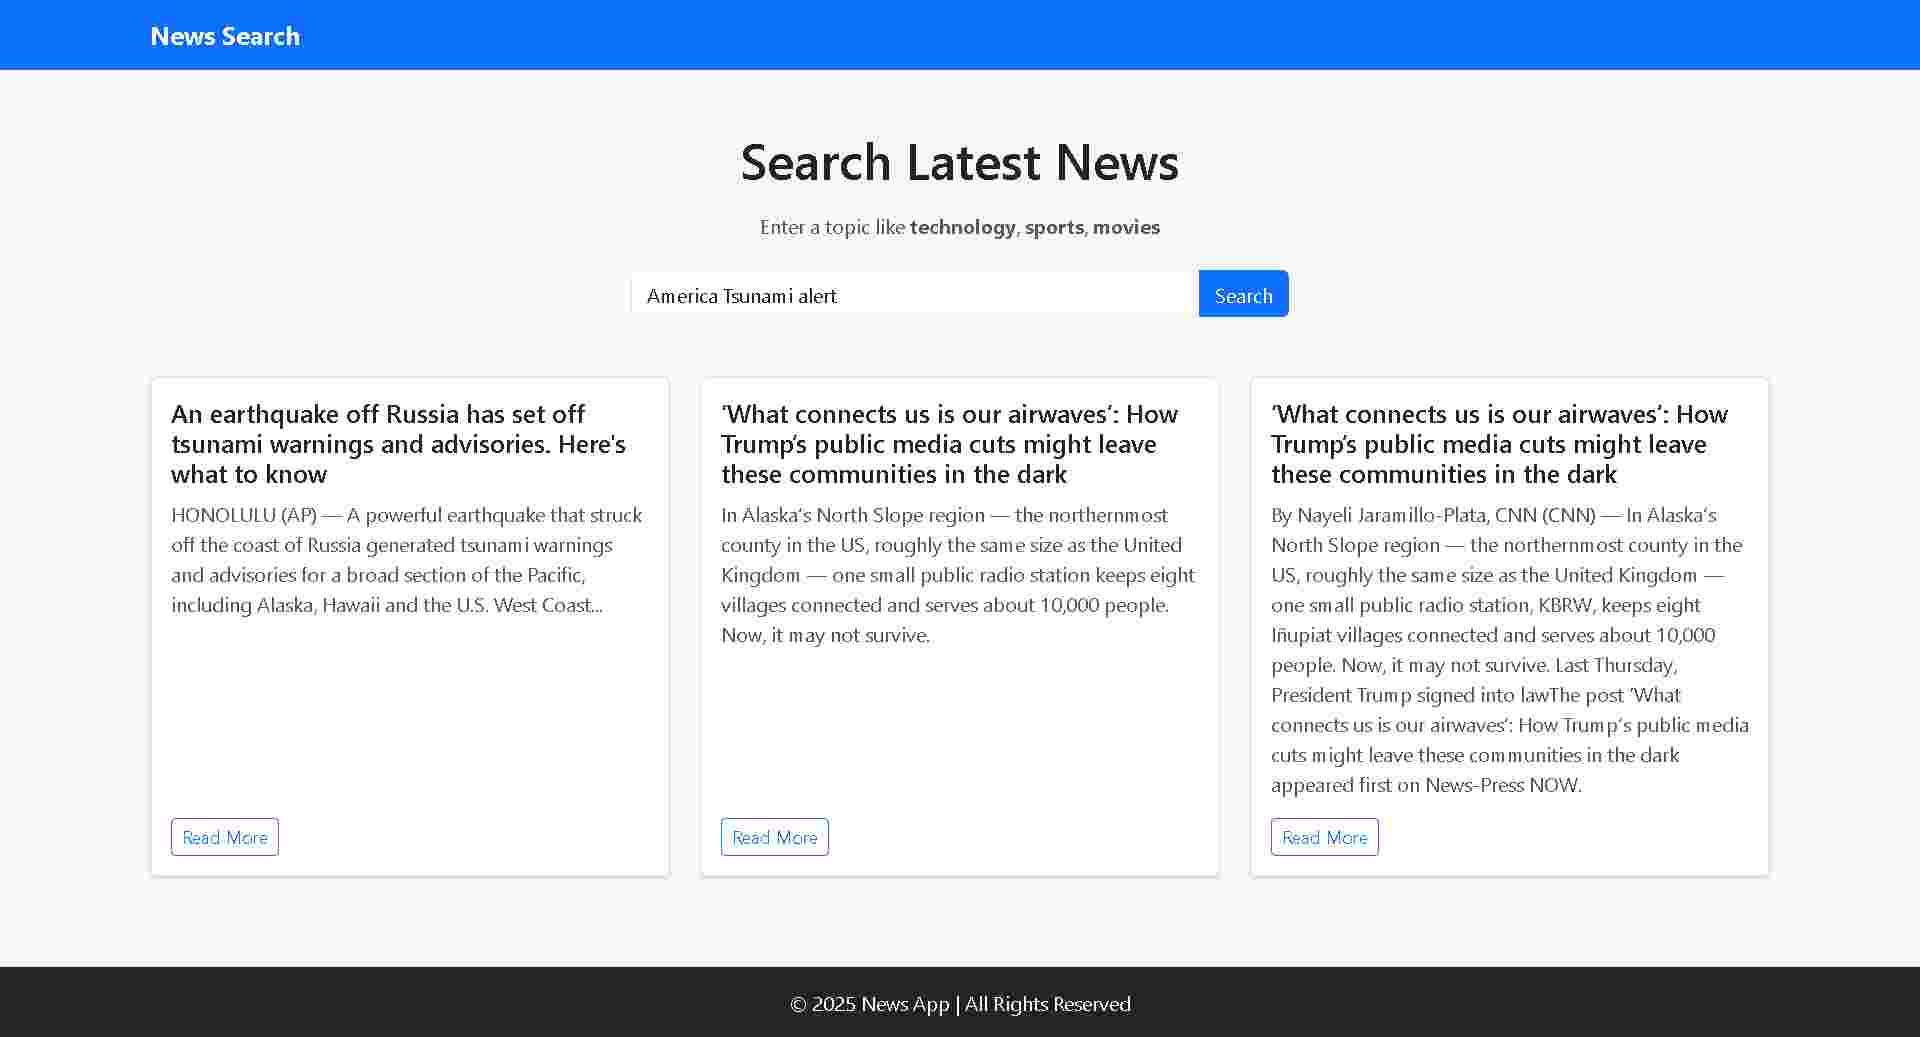 News Search
Search Latest News
Enter a topic like technology, sports, movies
America Tsunami alert
Search
An earthquake off Russia has set off
tsunami warnings and advisories. Here's
what to know
HONOLULU (AP) — A powerful earthquake that struck
off the coast of Russia generated tsunami warnings
and advisories for a broad section of the Pacific,
including Alaska, Hawaii and the U.S. West Coast...
Read More
‘What connects us is our airwaves’: How
Trump’s public media cuts might leave
these communities in the dark
In Alaska’s North Slope region — the northernmost
county in the US, roughly the same size as the United
Kingdom — one small public radio station keeps eight
villages connected and serves about 10,000 people.
Now, it may not survive.
Read More
‘What connects us is our airwaves’: How
Trump’s public media cuts might leave
these communities in the dark
By Nayeli Jaramillo-Plata, CNN (CNN) — In Alaska’s
North Slope region — the northernmost county in the
US, roughly the same size as the United Kingdom —
one small public radio station, KBRW, keeps eight
Iñupiat villages connected and serves about 10,000
people. Now, it may not survive. Last Thursday,
President Trump signed into lawThe post ‘What
connects us is our airwaves’: How Trump’s public media
cuts might leave these communities in the dark
appeared first on News-Press NOW.
Read More
© 2025 News App | All Rights Reserved